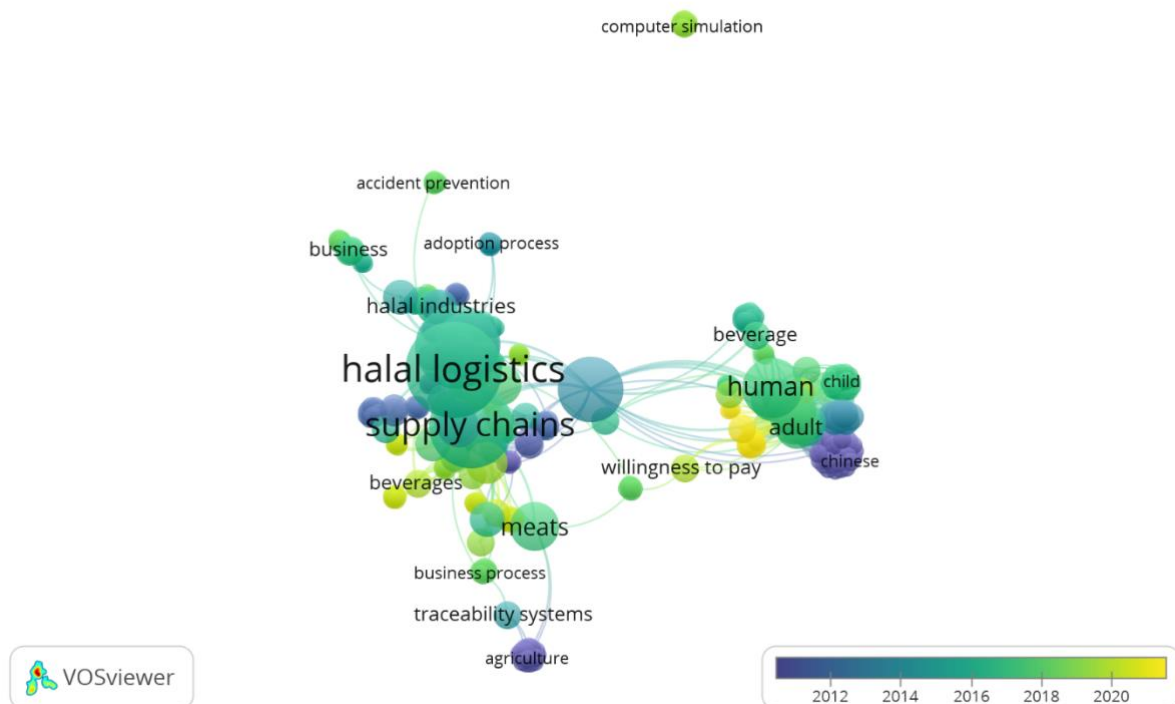 computer simulation
accident prevention
business
adoption process
halal industries
beverage
halal logistics
human
child
supply chains
adult
chinese
willingness to pay
beverages
meats
business process
traceability systems
agriculture
VOSviewer
2012 2014 2016 2018 2020